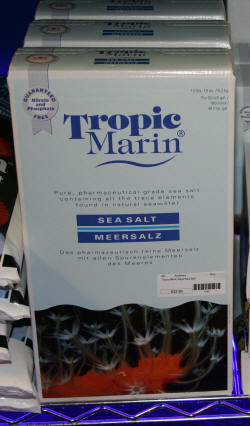 GUARANTEED
Nitrate and
Phosphate
FREE
Tropic
Marin®
Pure, pharmaceutical grade sea salt
containing all the trace elements
found in natural seawater
SEA SALT
MEERSALZ
Das pharmaceutisch reine Meersalz
mit allen Spurenelementen
des Meeres